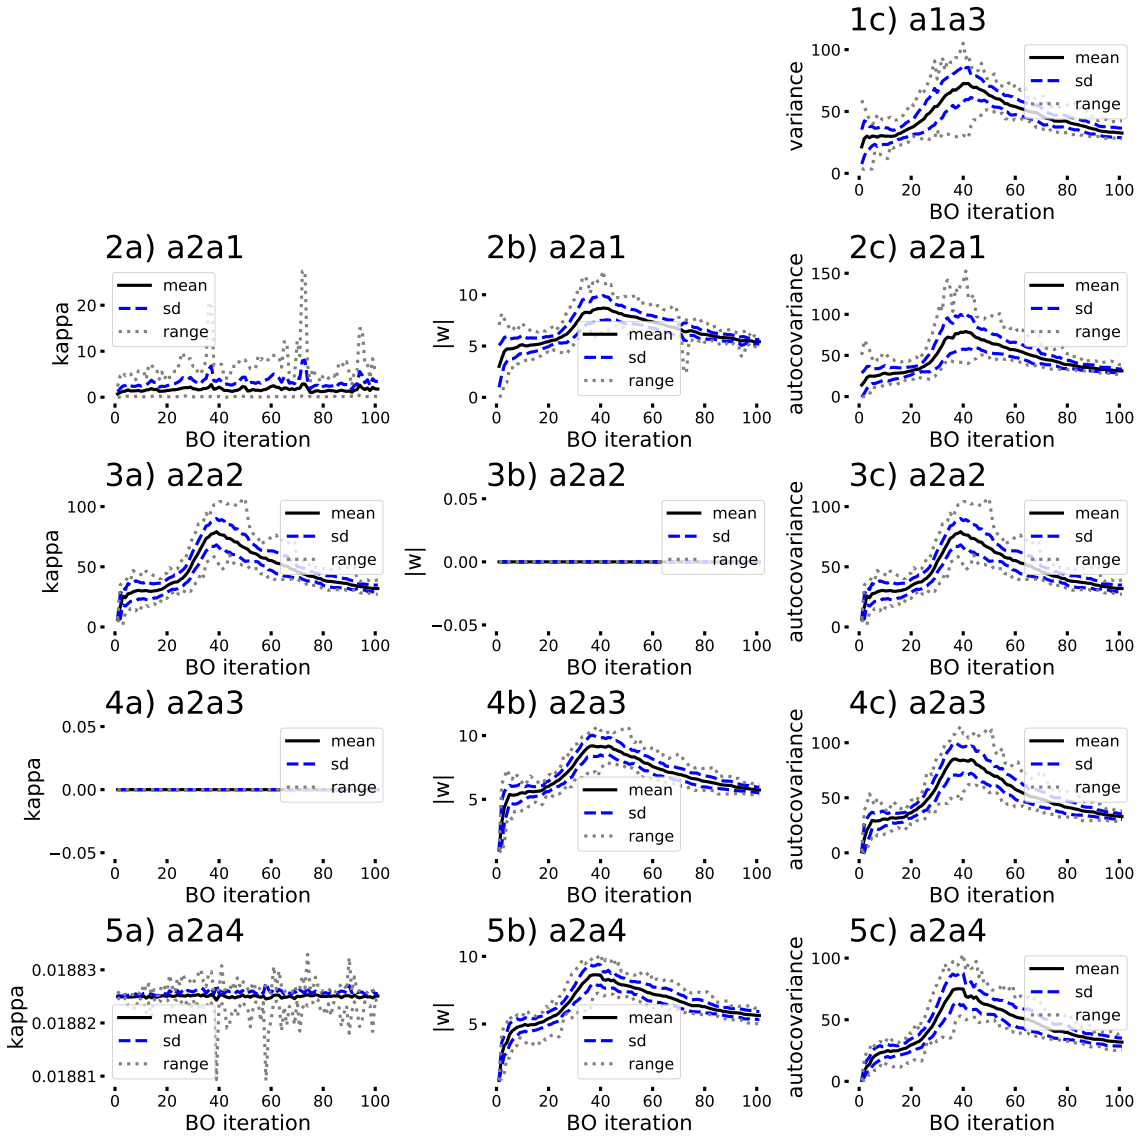 1c) a1a3
variance
100
50
0
mean
sd
range
0 20 40 60 80 100
BO iteration
2a) a2a1
kappa
20
10
0
mean
sd
range
0 20 40 60 80 100
BO iteration
2b) a2a1
|w|
10
5
0
mean
sd
range
0 20 40 60 80 100
BO iteration
2c) a2a1
autocovariance
150
100
50
0
mean
sd
range
0 20 40 60 80 100
BO iteration
3a) a2a2
kappa
100
50
0
mean
sd
range
0 20 40 60 80 100
BO iteration
3b) a2a2
|w|
0.05
0.00
−0.05
mean
sd
range
0 20 40 60 80 100
BO iteration
3c) a2a2
autocovariance
100
50
0
mean
sd
range
0 20 40 60 80 100
BO iteration
4a) a2a3
kappa
0.05
0.00
−0.05
mean
sd
range
0 20 40 60 80 100
BO iteration
4b) a2a3
|w|
10
5
mean
sd
range
0 20 40 60 80 100
BO iteration
4c) a2a3
autocovariance
100
50
0
mean
sd
range
0 20 40 60 80 100
BO iteration
5a) a2a4
kappa
0.01883
0.01882
0.01881
mean
sd
range
0 20 40 60 80 100
BO iteration
5b) a2a4
|w|
10
5
mean
sd
range
0 20 40 60 80 100
BO iteration
5c) a2a4
autocovariance
100
50
0
mean
sd
range
0 20 40 60 80 100
BO iteration